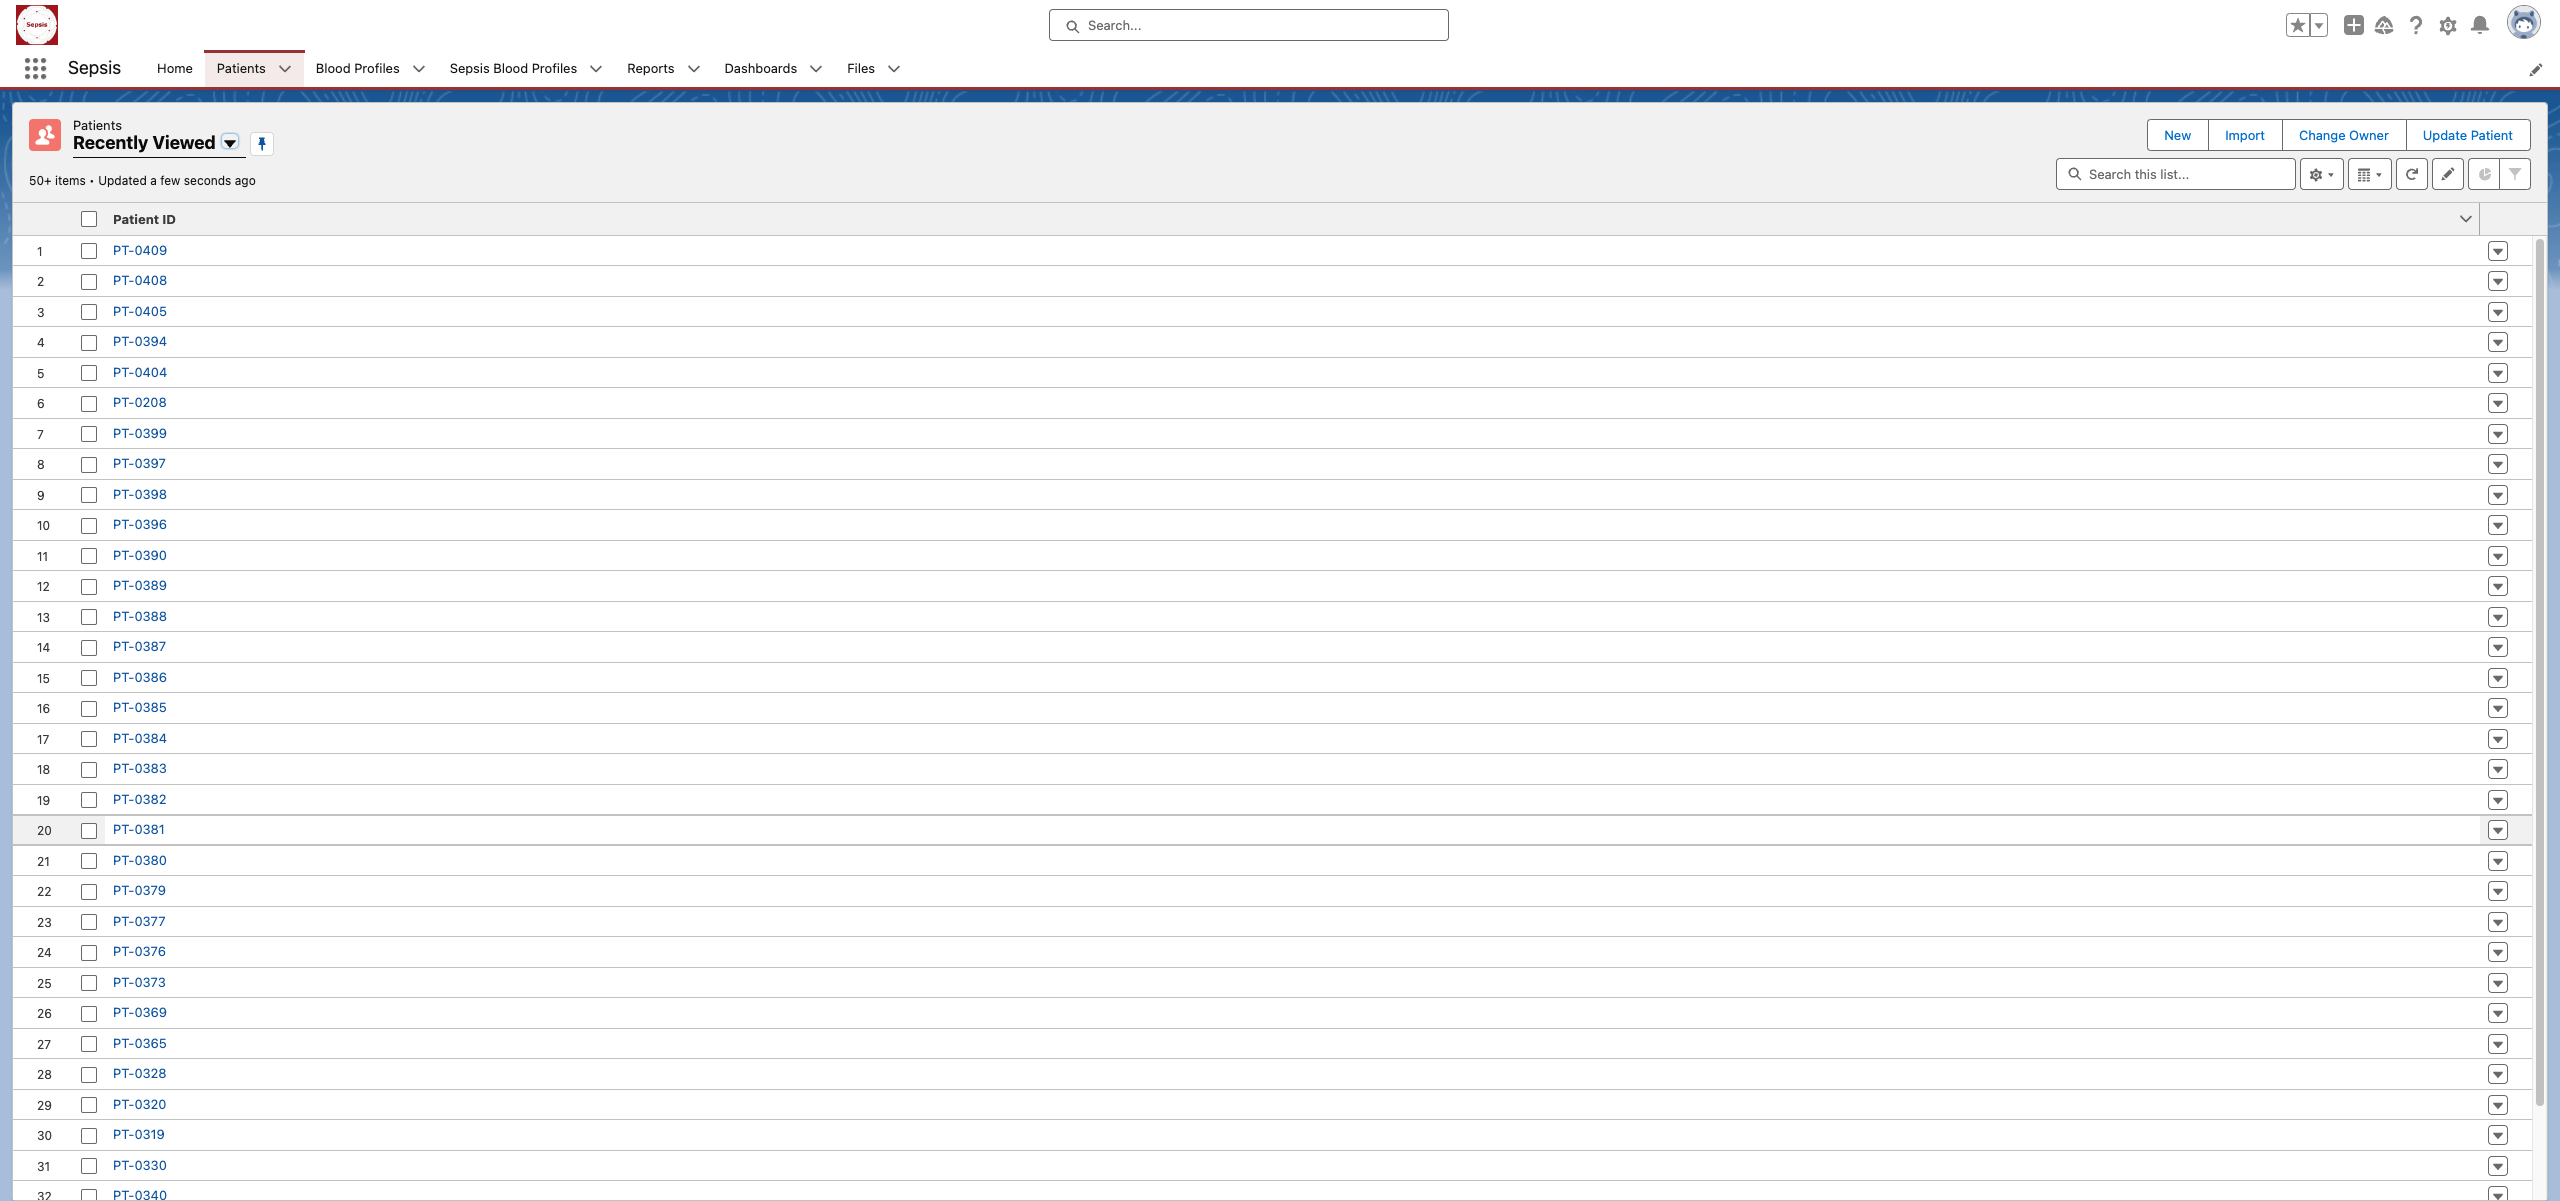 Sepsis
Search...
Sepsis
Home
Patients
Blood Profiles
Sepsis Blood Profiles
Reports
Dashboards
Files
Patients
Recently Viewed
New
Import
Change Owner
Update Patient
50+ items • Updated a few seconds ago
Search this list...
Patient ID
1 PT-0409
2 PT-0408
3 PT-0405
4 PT-0394
5 PT-0404
6 PT-0208
7 PT-0399
8 PT-0397
9 PT-0398
10 PT-0396
11 PT-0390
12 PT-0389
13 PT-0388
14 PT-0387
15 PT-0386
16 PT-0385
17 PT-0384
18 PT-0383
19 PT-0382
20 PT-0381
21 PT-0380
22 PT-0379
23 PT-0377
24 PT-0376
25 PT-0373
26 PT-0369
27 PT-0365
28 PT-0328
29 PT-0320
30 PT-0319
31 PT-0330
32 PT-0340